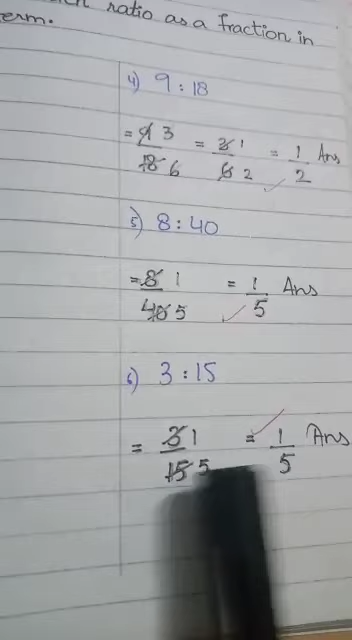 ratio as a fraction in
term.
4) 9 : 18
= 9 3 / 18 6 = 3 1 / 6 2 = 1/2 Ans
5) 8 : 40
= 8 1 / 40 5 = 1/5 Ans
6) 3 : 15
= 3 1 / 15 5 = 1/5 Ans